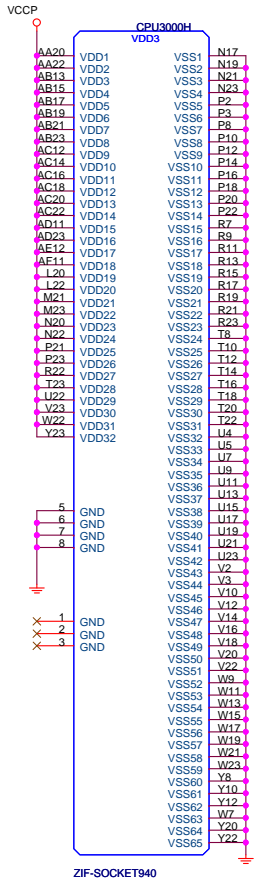 VCCP
CPU3000H
VDD3
AA20 VDD1 VSS1 N17
AA22 VDD2 VSS2 N19
AB13 VDD3 VSS3 N21
AB15 VDD4 VSS4 N23
AB17 VDD5 VSS5 P2
AB19 VDD6 VSS6 P3
AB21 VDD7 VSS7 P8
AB23 VDD8 VSS8 P10
AC12 VDD9 VSS9 P12
AC14 VDD10 VSS10 P14
AC16 VDD11 VSS11 P16
AC18 VDD12 VSS12 P18
AC20 VDD13 VSS13 P20
AC22 VDD14 VSS14 P22
AD11 VDD15 VSS15 R7
AD23 VDD16 VSS16 R9
AE12 VDD17 VSS17 R11
AF11 VDD18 VSS18 R13
L20 VDD19 VSS19 R15
L22 VDD20 VSS20 R17
M21 VDD21 VSS21 R19
M23 VDD22 VSS22 R21
N20 VDD23 VSS23 R23
N22 VDD24 VSS24 T8
P21 VDD25 VSS25 T10
P23 VDD26 VSS26 T12
R22 VDD27 VSS27 T14
T23 VDD28 VSS28 T16
U22 VDD29 VSS29 T18
V23 VDD30 VSS30 T20
W22 VDD31 VSS31 T22
Y23 VDD32 VSS32 U4
VSS33 U5
VSS34 U7
VSS35 U9
VSS36 U11
VSS37 U13
5 GND VSS38 U15
6 GND VSS39 U17
7 GND VSS40 U19
8 GND VSS41 U21
VSS42 U23
VSS43 V2
VSS44 V3
VSS45 V10
VSS46 V12
1 GND VSS47 V14
2 GND VSS48 V16
3 GND VSS49 V18
VSS50 V20
VSS51 V22
VSS52 W9
VSS53 W11
VSS54 W13
VSS55 W15
VSS56 W17
VSS57 W19
VSS58 W21
VSS59 W23
VSS60 Y8
VSS61 Y10
VSS62 Y12
VSS63 W7
VSS64 Y20
VSS65 Y22
ZIF-SOCKET940